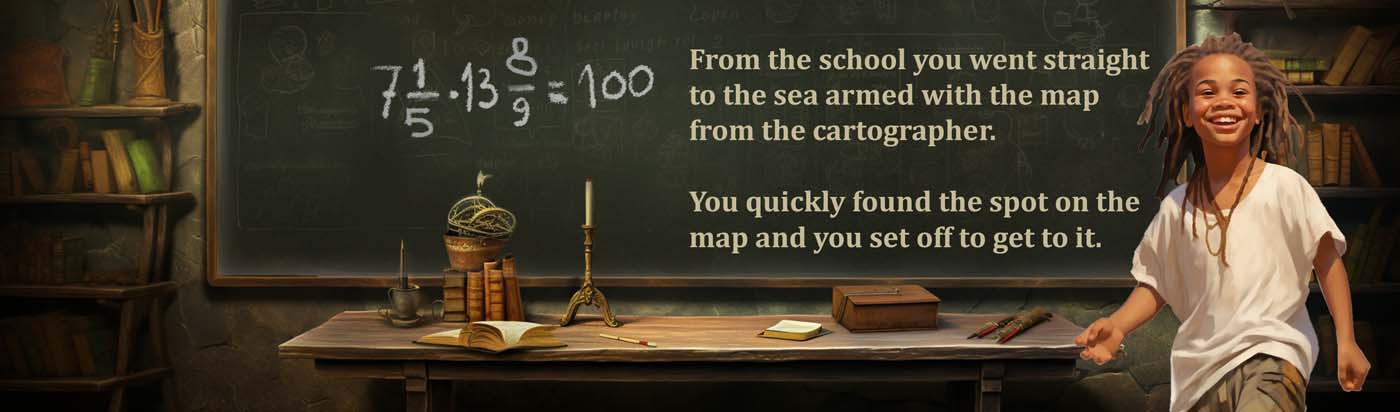 7 1/5 · 13 8/9 = 100
From the school you went straight
to the sea armed with the map
from the cartographer.
You quickly found the spot on the
map and you set off to get to it.